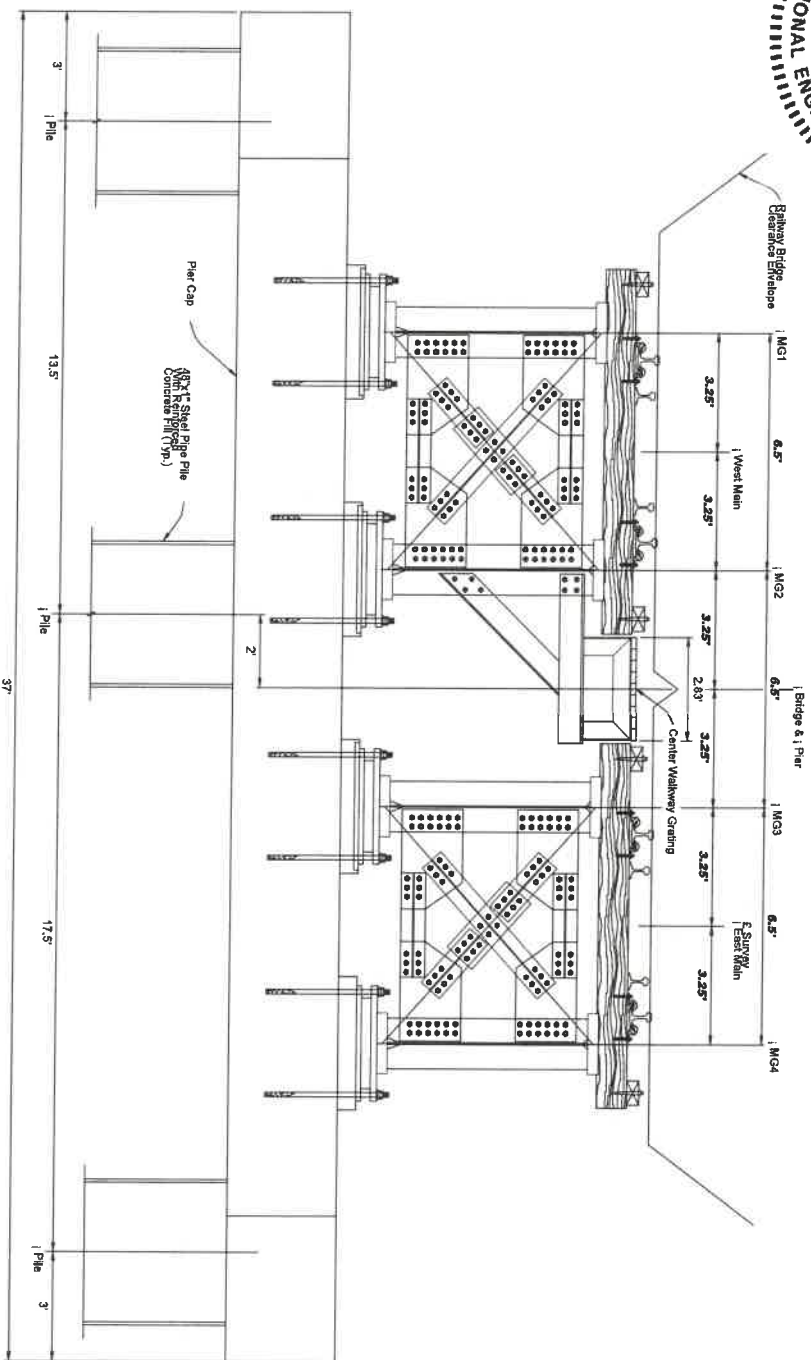 ONAL ENG
Railway Bridge
Clearance Envelope
¡ MG1
¡ West Main
¡ MG2
¡ Bridge & ¡ Pier
¡ MG3
£ Survey
¡ East Main
¡ MG4
6.5'
6.5'
6.5'
3.25'
3.25'
3.25'
3.25'
3.25'
3.25'
2.83'
Center Walkway Grating
Pier Cap
48"x1" Steel Pipe Pile
With Reinforced
Concrete Fill (Typ.)
2'
¡ Pile
¡ Pile
¡ Pile
3'
13.5'
17.5'
3'
37'